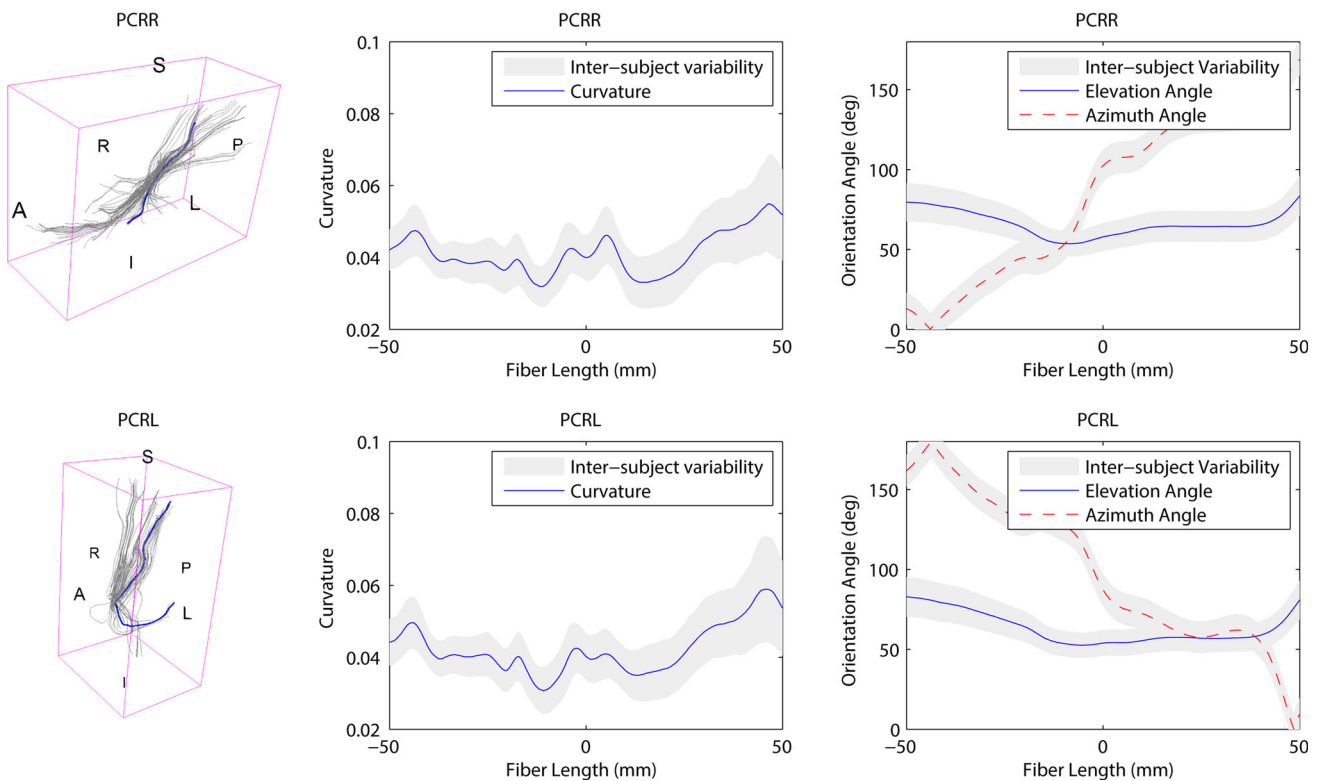 PCRR
S
R
P
A
L
I
PCRR
0.1
0.08
0.06
0.04
0.02
Curvature
Inter-subject variability
Curvature
-50
0
50
Fiber Length (mm)
PCRR
150
100
50
0
Orientation Angle (deg)
Inter-subject Variability
Elevation Angle
Azimuth Angle
-50
0
50
Fiber Length (mm)
PCRL
S
R
P
A
L
I
PCRL
0.1
0.08
0.06
0.04
0.02
Curvature
Inter-subject variability
Curvature
-50
0
50
Fiber Length (mm)
PCRL
150
100
50
0
Orientation Angle (deg)
Inter-subject Variability
Elevation Angle
Azimuth Angle
-50
0
50
Fiber Length (mm)